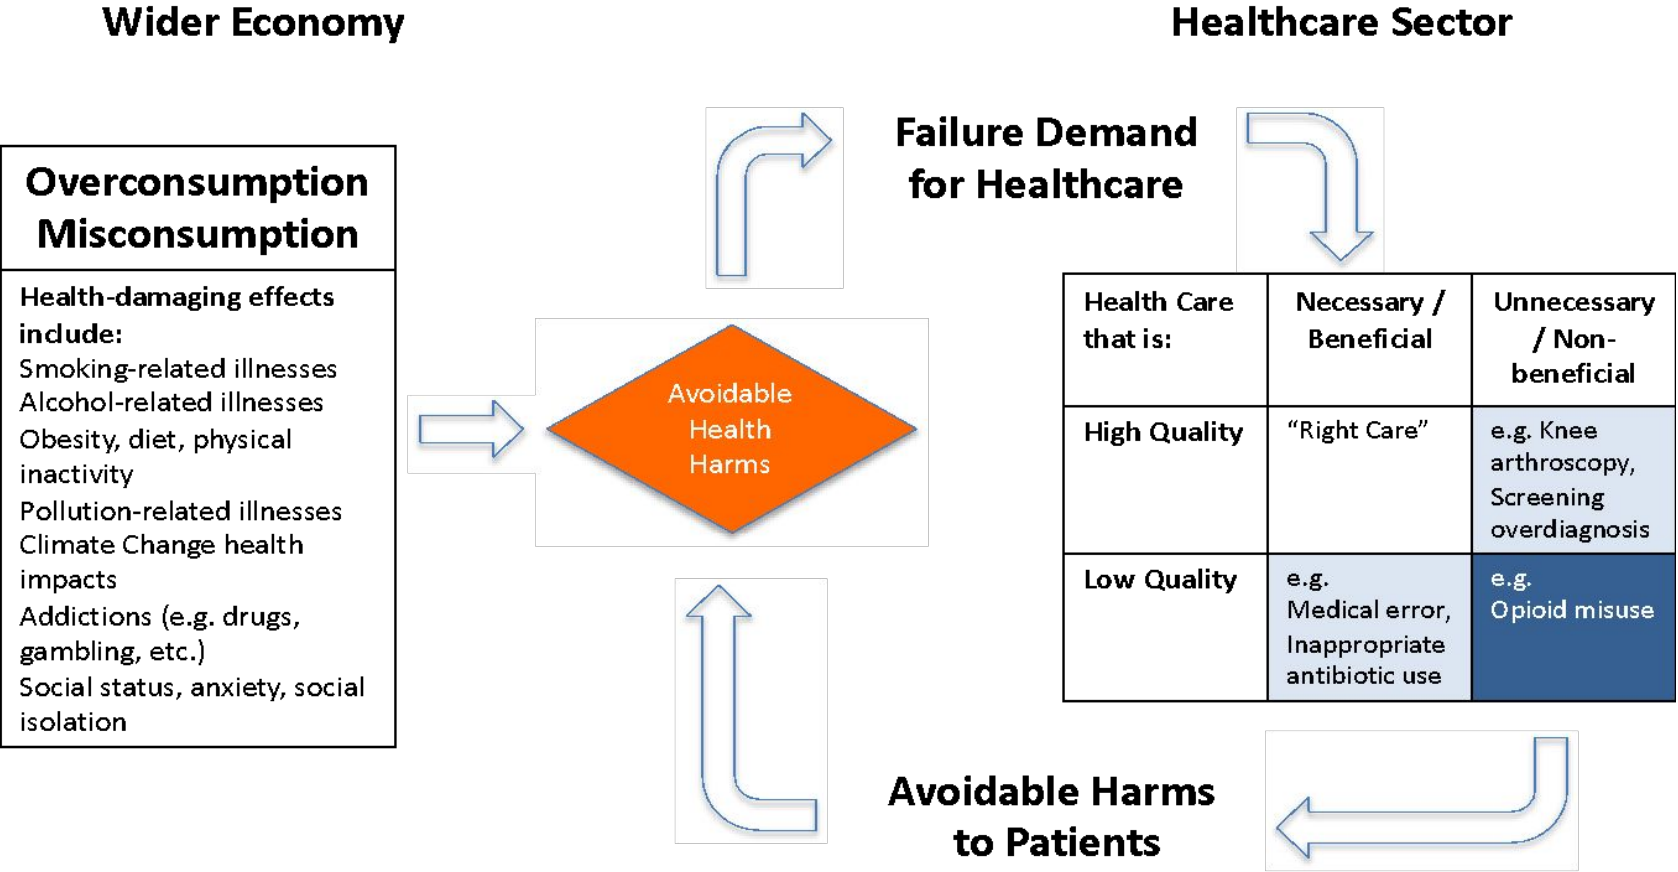 Wider Economy
Healthcare Sector
Overconsumption
Misconsumption
Health-damaging effects
include:
Smoking-related illnesses
Alcohol-related illnesses
Obesity, diet, physical
inactivity
Pollution-related illnesses
Climate Change health
impacts
Addictions (e.g. drugs,
gambling, etc.)
Social status, anxiety, social
isolation
Avoidable
Health
Harms
Failure Demand
for Healthcare
Health Care
that is:
Necessary /
Beneficial
Unnecessary
/ Non-
beneficial
High Quality
“Right Care”
e.g. Knee
arthroscopy,
Screening
overdiagnosis
Low Quality
e.g.
Medical error,
Inappropriate
antibiotic use
e.g.
Opioid misuse
Avoidable Harms
to Patients